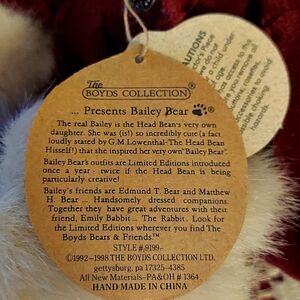 The
BOYDS COLLECTION
... Presents Bailey Bear ®
The real Bailey is the Head Bean's very own
daughter. She was (is!) so incredibly cute (a fact
loudly stated by G.M. Lowenthal The Head Bean
Hisself!) that she inspired her very own "Bailey Bear".
Bailey Bear's outfits are Limited Editions introduced
once a year - twice if the Head Bean is being
particularly creative!
Bailey's friends are Edmund T. Bear and Matthew
H. Bear ... Handsomely dressed companions.
Together they have great adventures with their
friend, Emily Babbit... The Rabbit. Look for
the Limited Editions wherever you find The
Boyds Bears & Friends.™
STYLE #9199-
©1992-1998 THE BOYDS COLLECTION LTD.
gettysburg, pa 17325-4385
All New Materials-PA&OH # 1364
HAND MADE IN CHINA
CAUTIONS